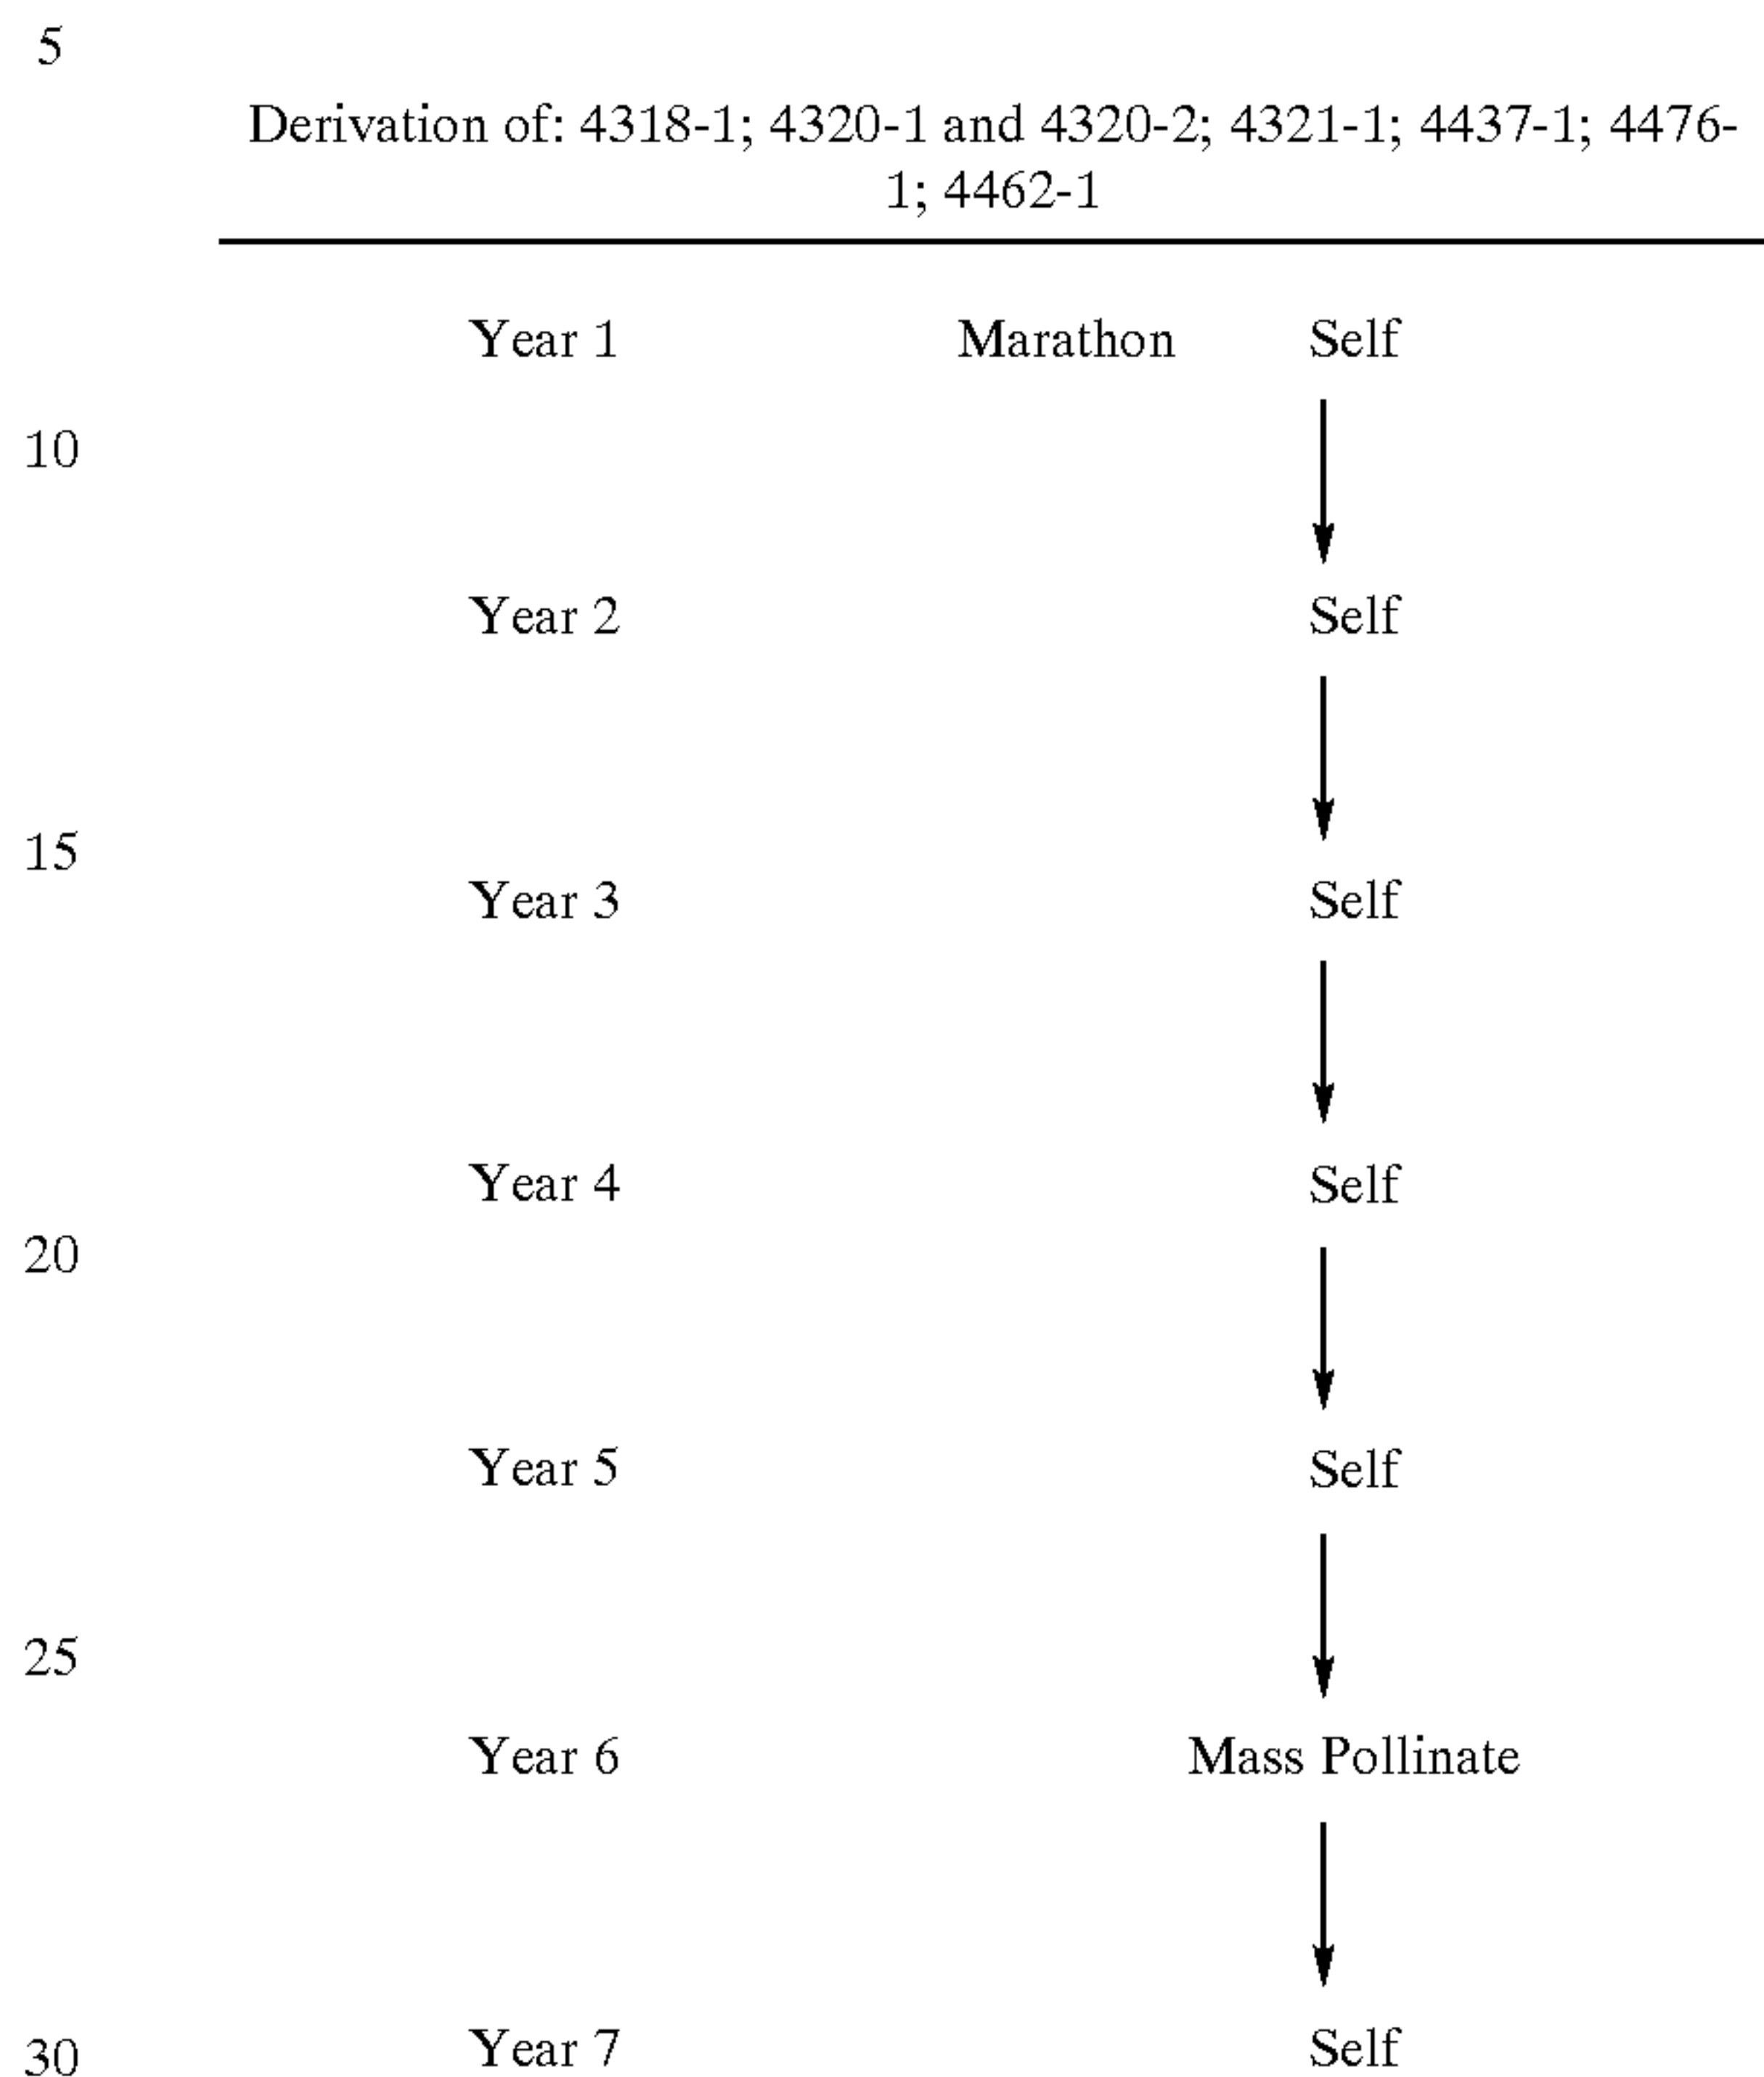 5
Derivation of: 4318-1; 4320-1 and 4320-2; 4321-1; 4437-1; 4476-
1; 4462-1
Year 1 Marathon Self
10
Year 2 Self
15
Year 3 Self
Year 4 Self
20
Year 5 Self
25
Year 6 Mass Pollinate
30 Year 7 Self